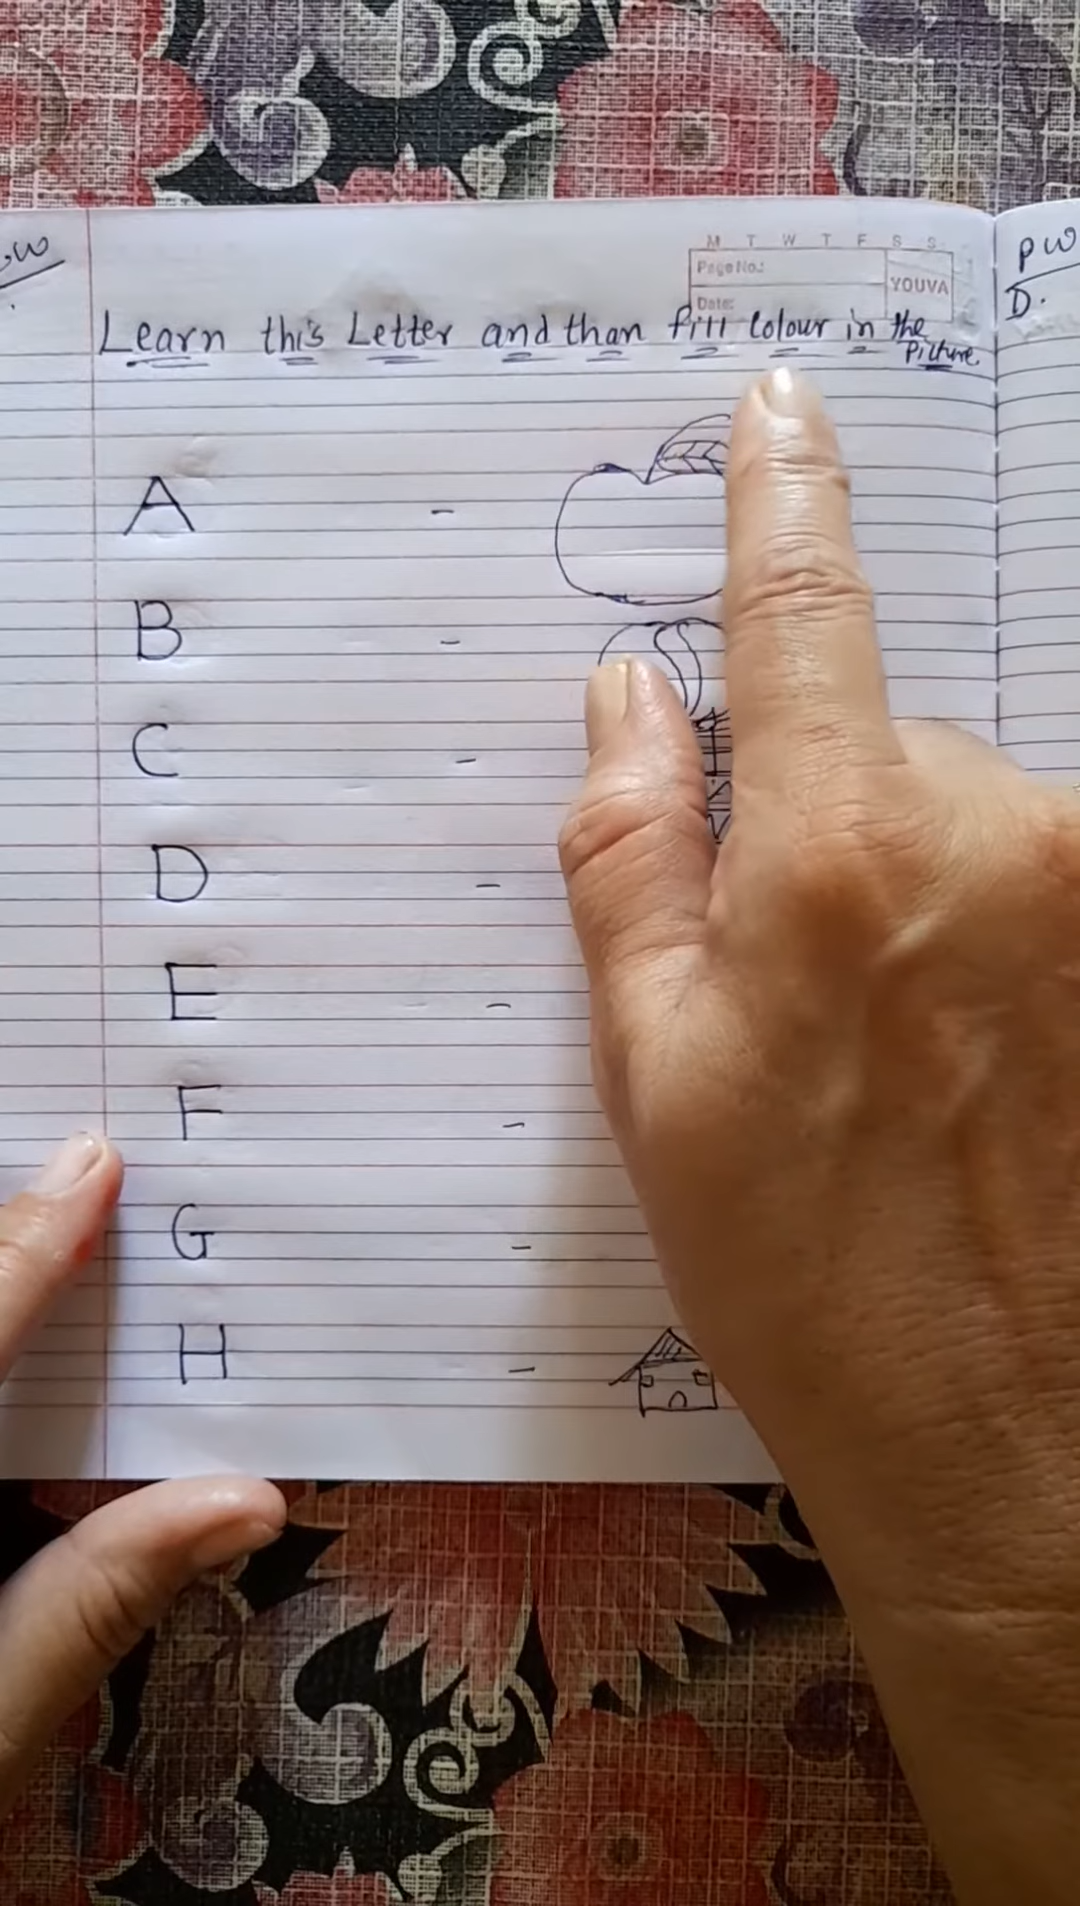 M T W T F S S
Page No.:
YOUVA
Date:
PW
D.
Learn this Letter and than fill Colour in the
Picture.
A -
B -
C -
D -
E -
F -
G -
H -